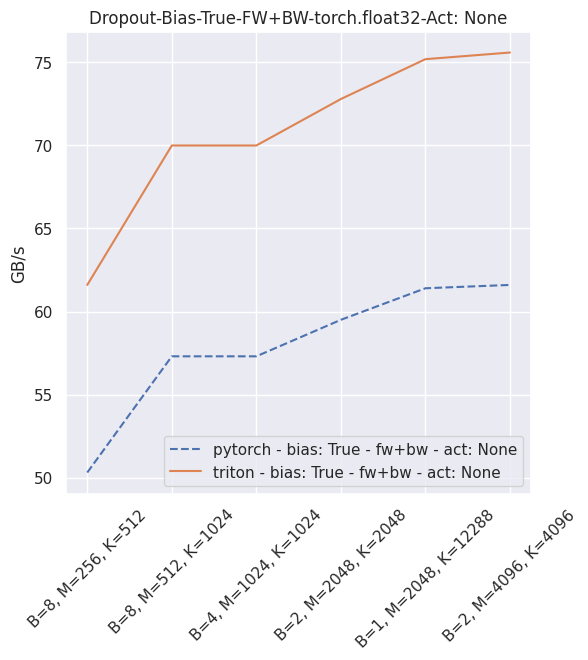 Dropout-Bias-True-FW+BW-torch.float32-Act: None
GB/s
75
70
65
60
55
50
pytorch - bias: True - fw+bw - act: None
triton - bias: True - fw+bw - act: None
B=8, M=256, K=512
B=8, M=512, K=1024
B=4, M=1024, K=1024
B=2, M=2048, K=2048
B=1, M=2048, K=12288
B=2, M=4096, K=4096